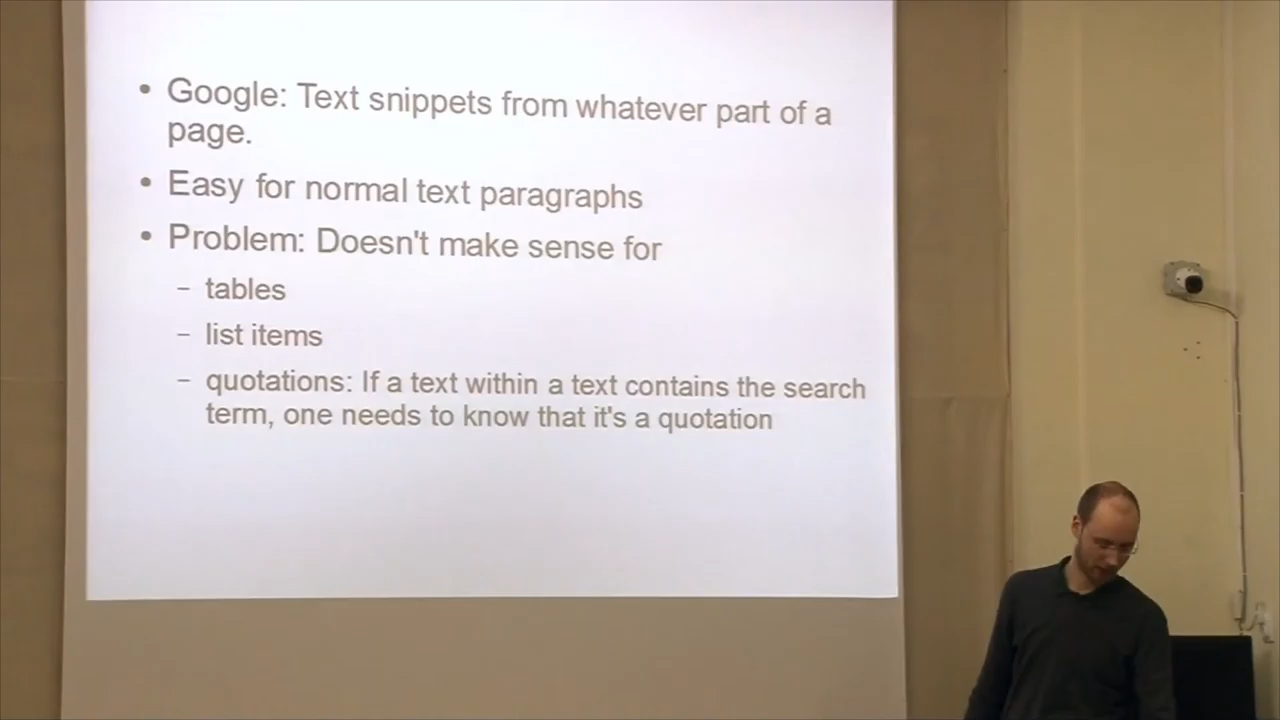 • Google: Text snippets from whatever part of a
page.
• Easy for normal text paragraphs
• Problem: Doesn't make sense for
– tables
– list items
– quotations: If a text within a text contains the search
term, one needs to know that it's a quotation